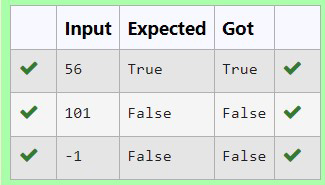 Input Expected Got
56 True True
101 False False
-1 False False